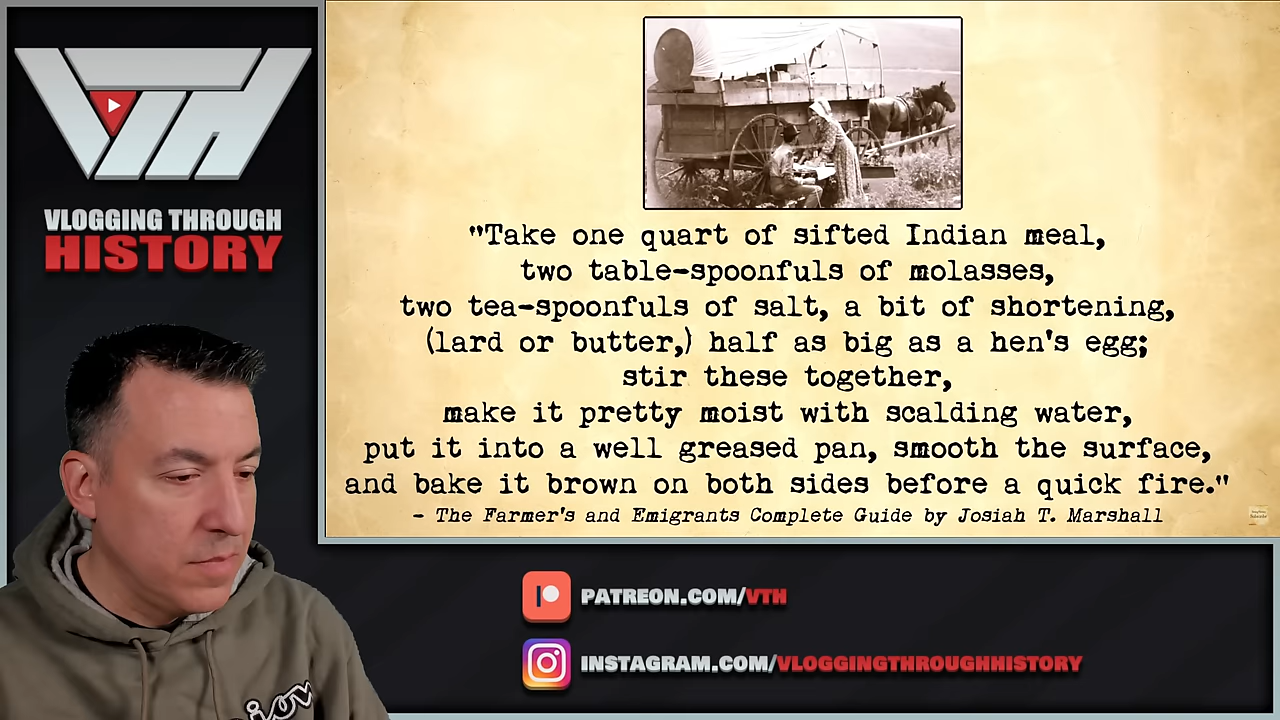 VTH
VLOGGING THROUGH
HISTORY
"Take one quart of sifted Indian meal,
two table-spoonfuls of molasses,
two tea-spoonfuls of salt, a bit of shortening,
(lard or butter,) half as big as a hen's egg;
stir these together,
make it pretty moist with scalding water,
put it into a well greased pan, smooth the surface,
and bake it brown on both sides before a quick fire."
- The Farmer's and Emigrants Complete Guide by Josiah T. Marshall
PATREON.COM/VTH
INSTAGRAM.COM/VLOGGINGTHROUGHHISTORY